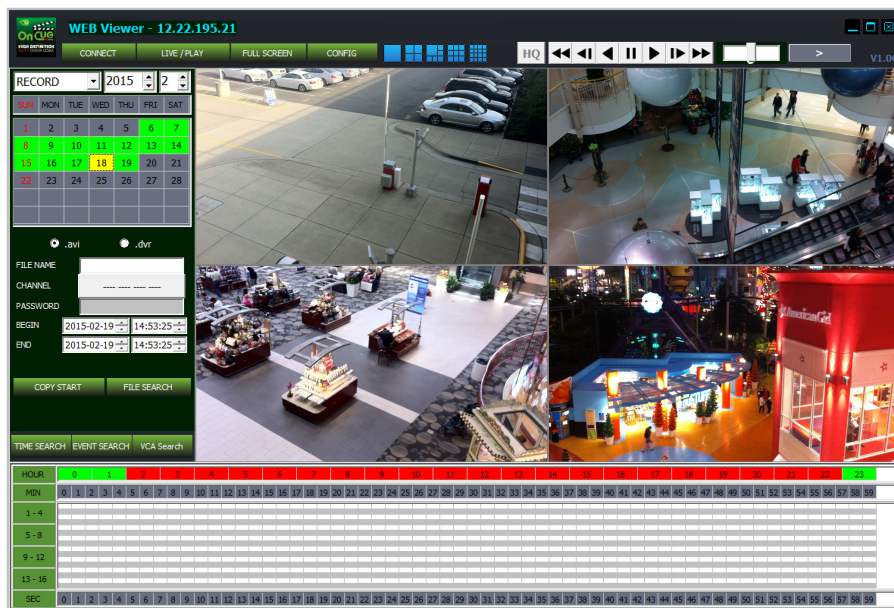 OnCue
HIGH DEFINITION
WEB Viewer - 12.22.195.21
CONNECT LIVE / PLAY FULL SCREEN CONFIG HQ > V1.0
RECORD 2015 2
SUN MON TUE WED THU FRI SAT
1 2 3 4 5 6 7
8 9 10 11 12 13 14
15 16 17 18 19 20 21
22 23 24 25 26 27 28
.avi .dvr
FILE NAME
CHANNEL ---- ---- ---- ----
PASSWORD
BEGIN 2015-02-19 14:53:25
END 2015-02-19 14:53:25
COPY START FILE SEARCH
TIME SEARCH EVENT SEARCH VCA Search
AmericanGirl
HOUR 0 1 2 3 4 5 6 7 8 9 10 11 12 13 14 15 16 17 18 19 20 21 22 23
MIN 0 1 2 3 4 5 6 7 8 9 10 11 12 13 14 15 16 17 18 19 20 21 22 23 24 25 26 27 28 29 30 31 32 33 34 35 36 37 38 39 40 41 42 43 44 45 46 47 48 49 50 51 52 53 54 55 56 57 58 59
1 - 4
5 - 8
9 - 12
13 - 16
SEC 0 1 2 3 4 5 6 7 8 9 10 11 12 13 14 15 16 17 18 19 20 21 22 23 24 25 26 27 28 29 30 31 32 33 34 35 36 37 38 39 40 41 42 43 44 45 46 47 48 49 50 51 52 53 54 55 56 57 58 59